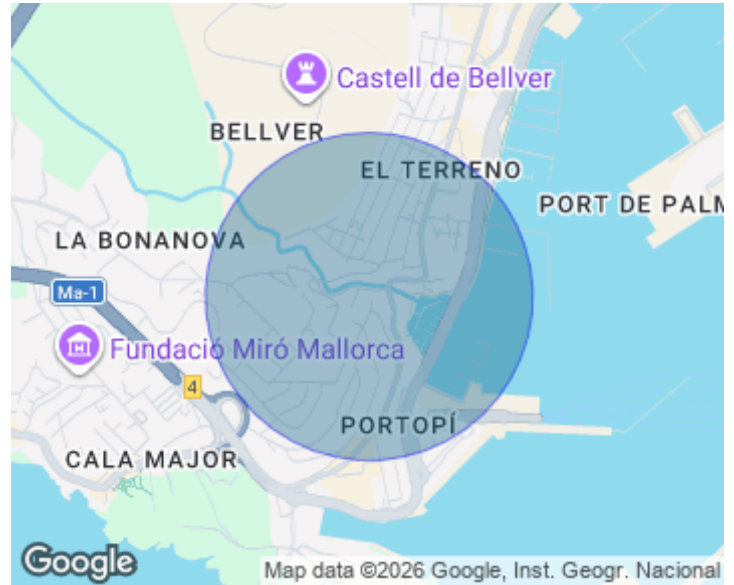 Castell de Bellver
BELLVER
EL TERRENO
PORT DE PALM
LA BONANOVA
Ma-1
Fundació Miró Mallorca
4
PORTOPÍ
CALA MAJOR
Google
Map data ©2026 Google, Inst. Geogr. Nacional